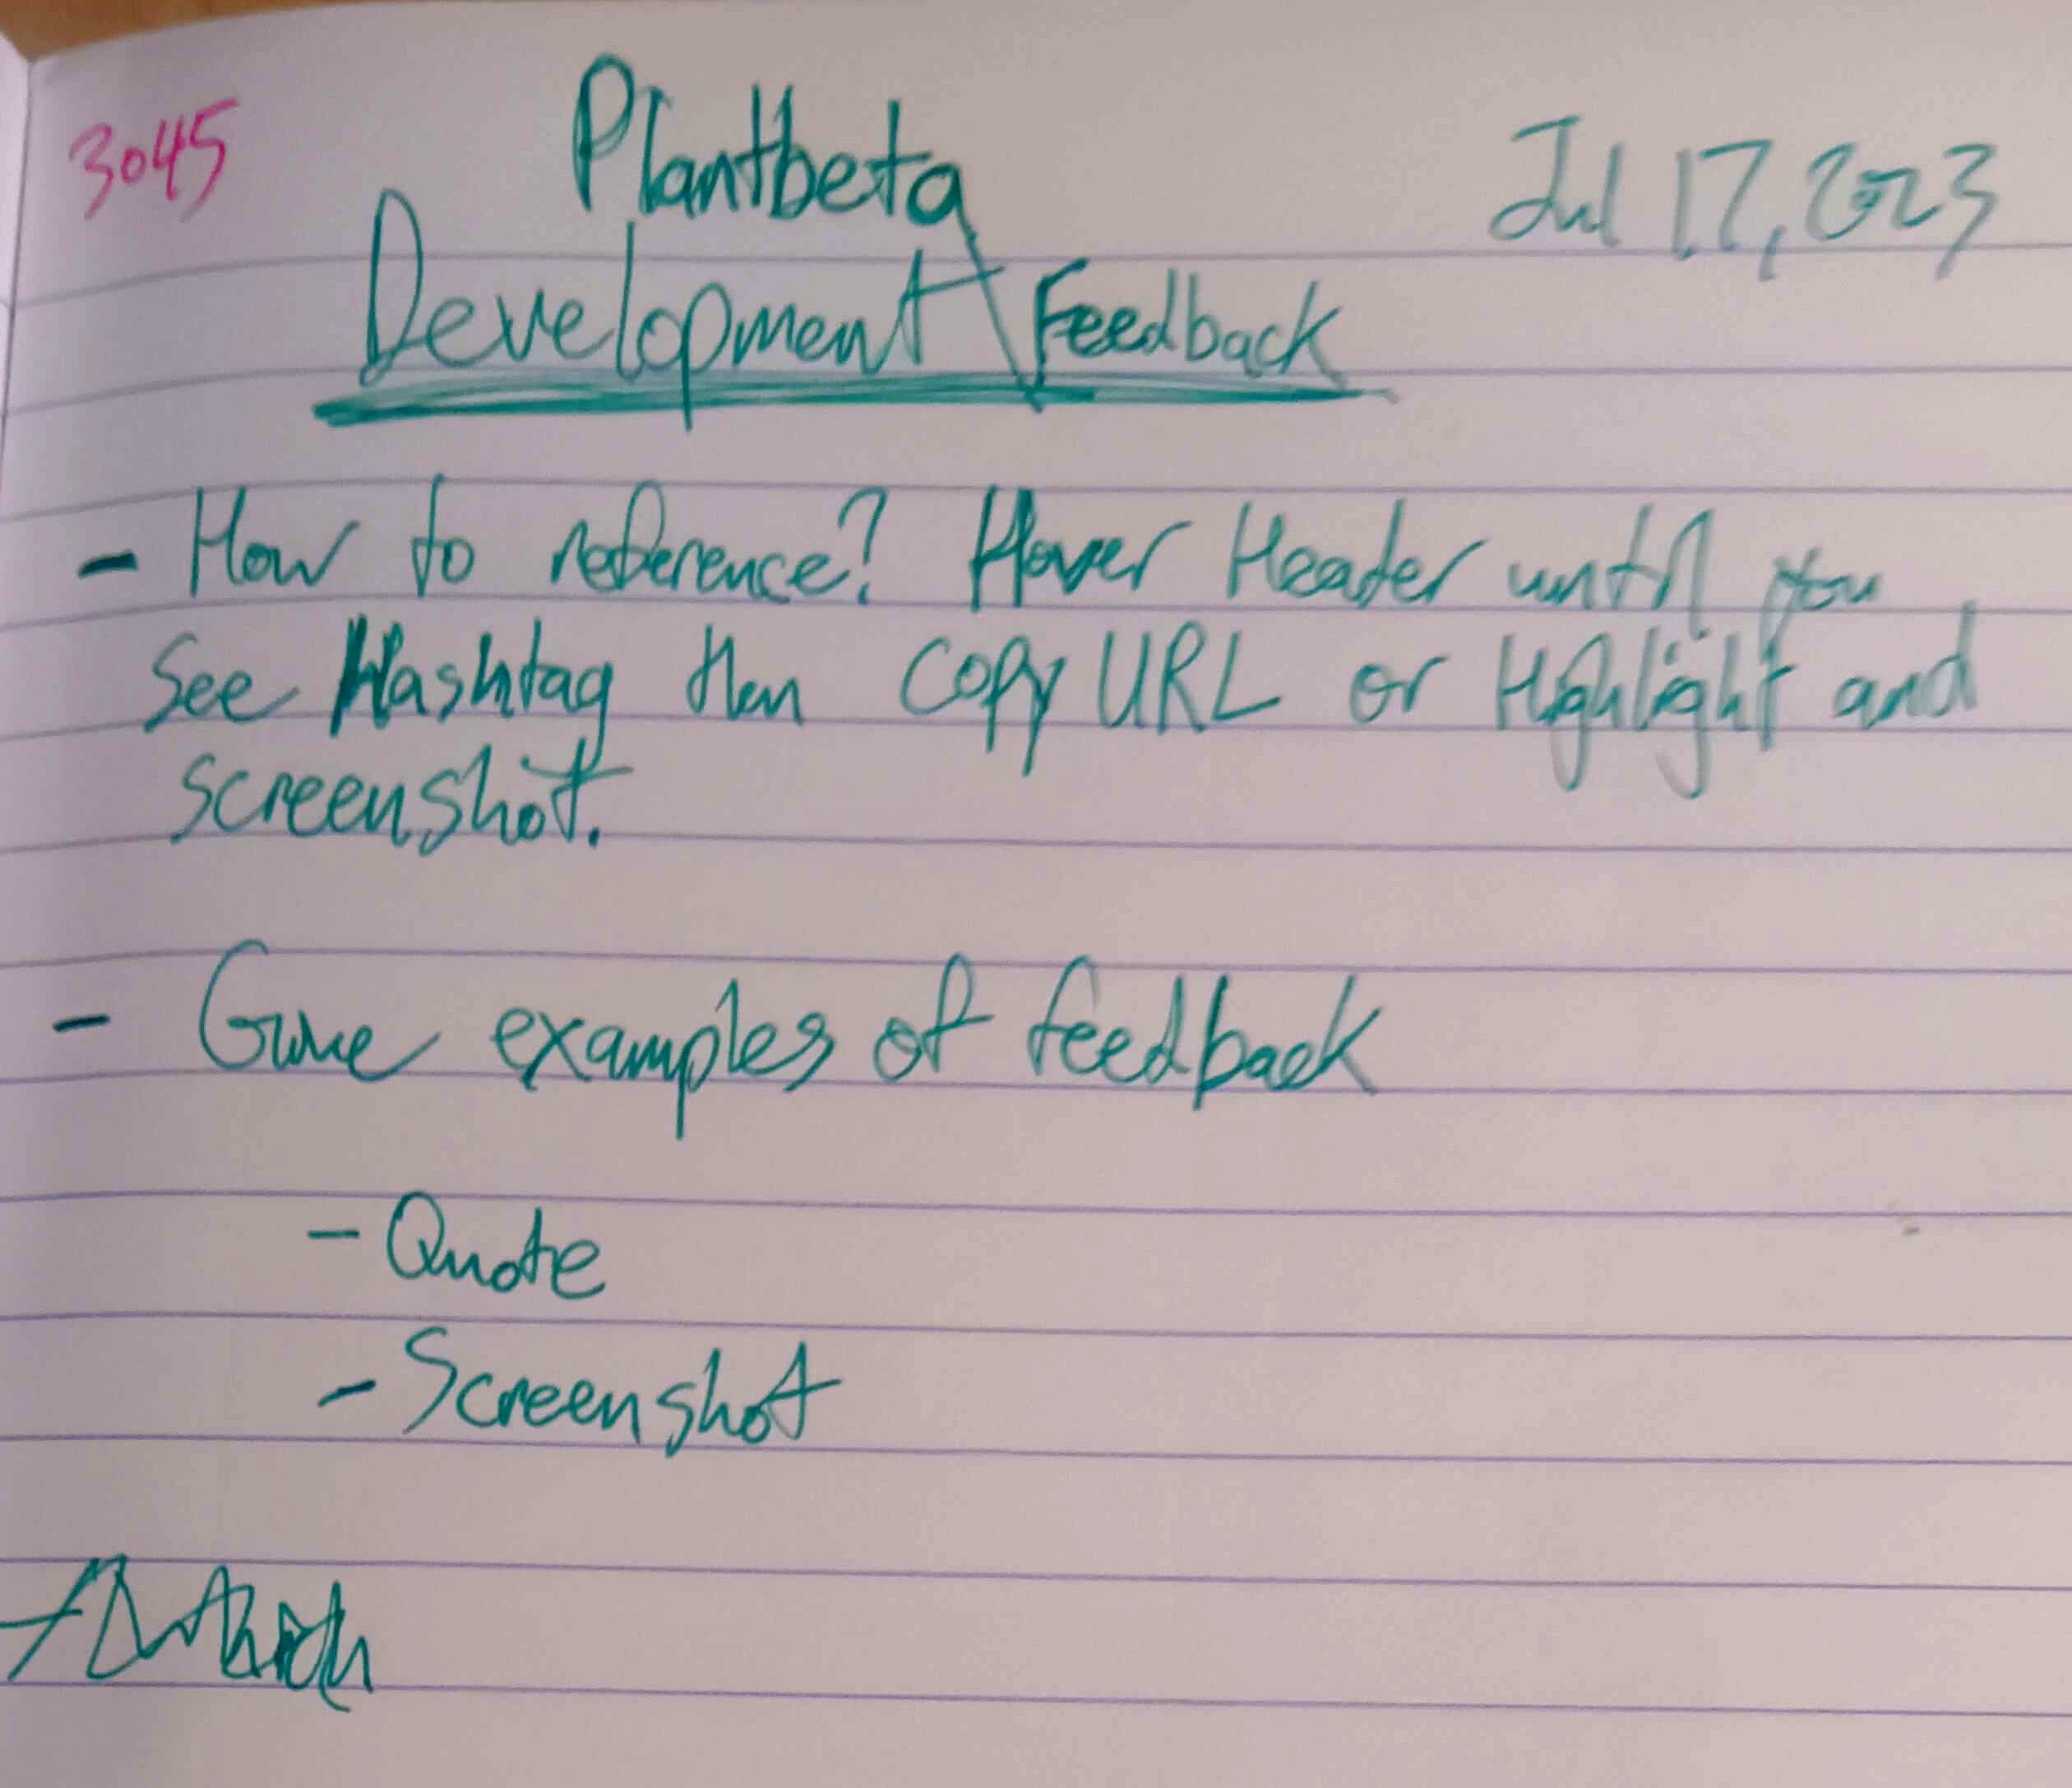 3045
Plantbeta
Jul 17, 2023
Development Feedback
- How to reference? Hover Header until you
See Hashtag then Copy URL or Highlight and
Screenshot.
- Give examples of feedback
- Quote
- Screenshot